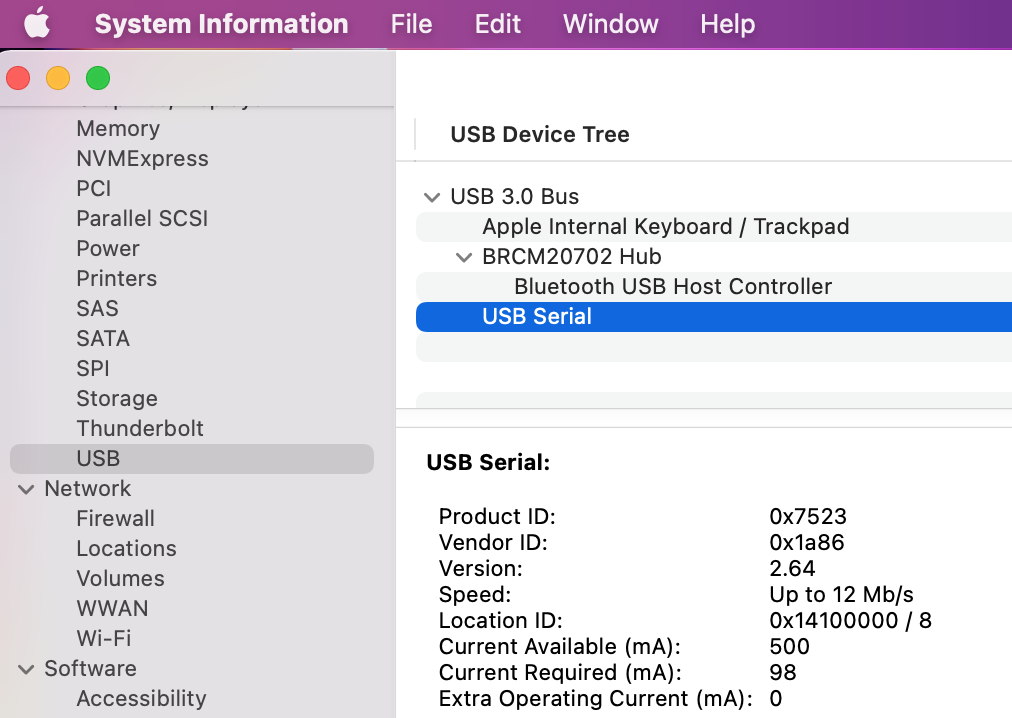 System Information File Edit Window Help
Memory
NVMExpress
PCI
Parallel SCSI
Power
Printers
SAS
SATA
SPI
Storage
Thunderbolt
USB
Network
Firewall
Locations
Volumes
WWAN
Wi-Fi
Software
Accessibility
USB Device Tree
USB 3.0 Bus
Apple Internal Keyboard / Trackpad
BRCM20702 Hub
Bluetooth USB Host Controller
USB Serial
USB Serial:
Product ID: 0x7523
Vendor ID: 0x1a86
Version: 2.64
Speed: Up to 12 Mb/s
Location ID: 0x14100000 / 8
Current Available (mA): 500
Current Required (mA): 98
Extra Operating Current (mA): 0